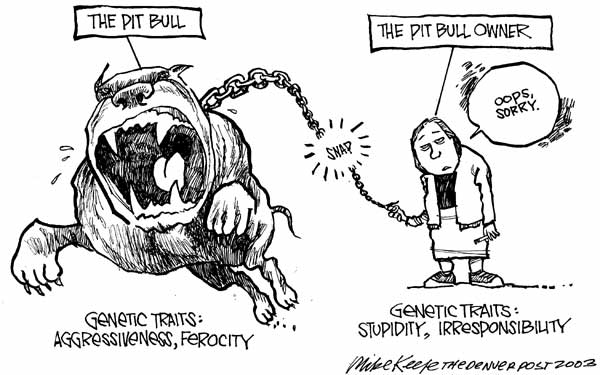 THE PIT BULL
THE PIT BULL OWNER
OOPS,
SORRY.
SNAP
GENETIC TRAITS:
AGGRESSIVENESS, FEROCITY
GENETIC TRAITS:
STUPIDITY, IRRESPONSIBILITY
MIKE KEEFE THE DENVER POST 2003